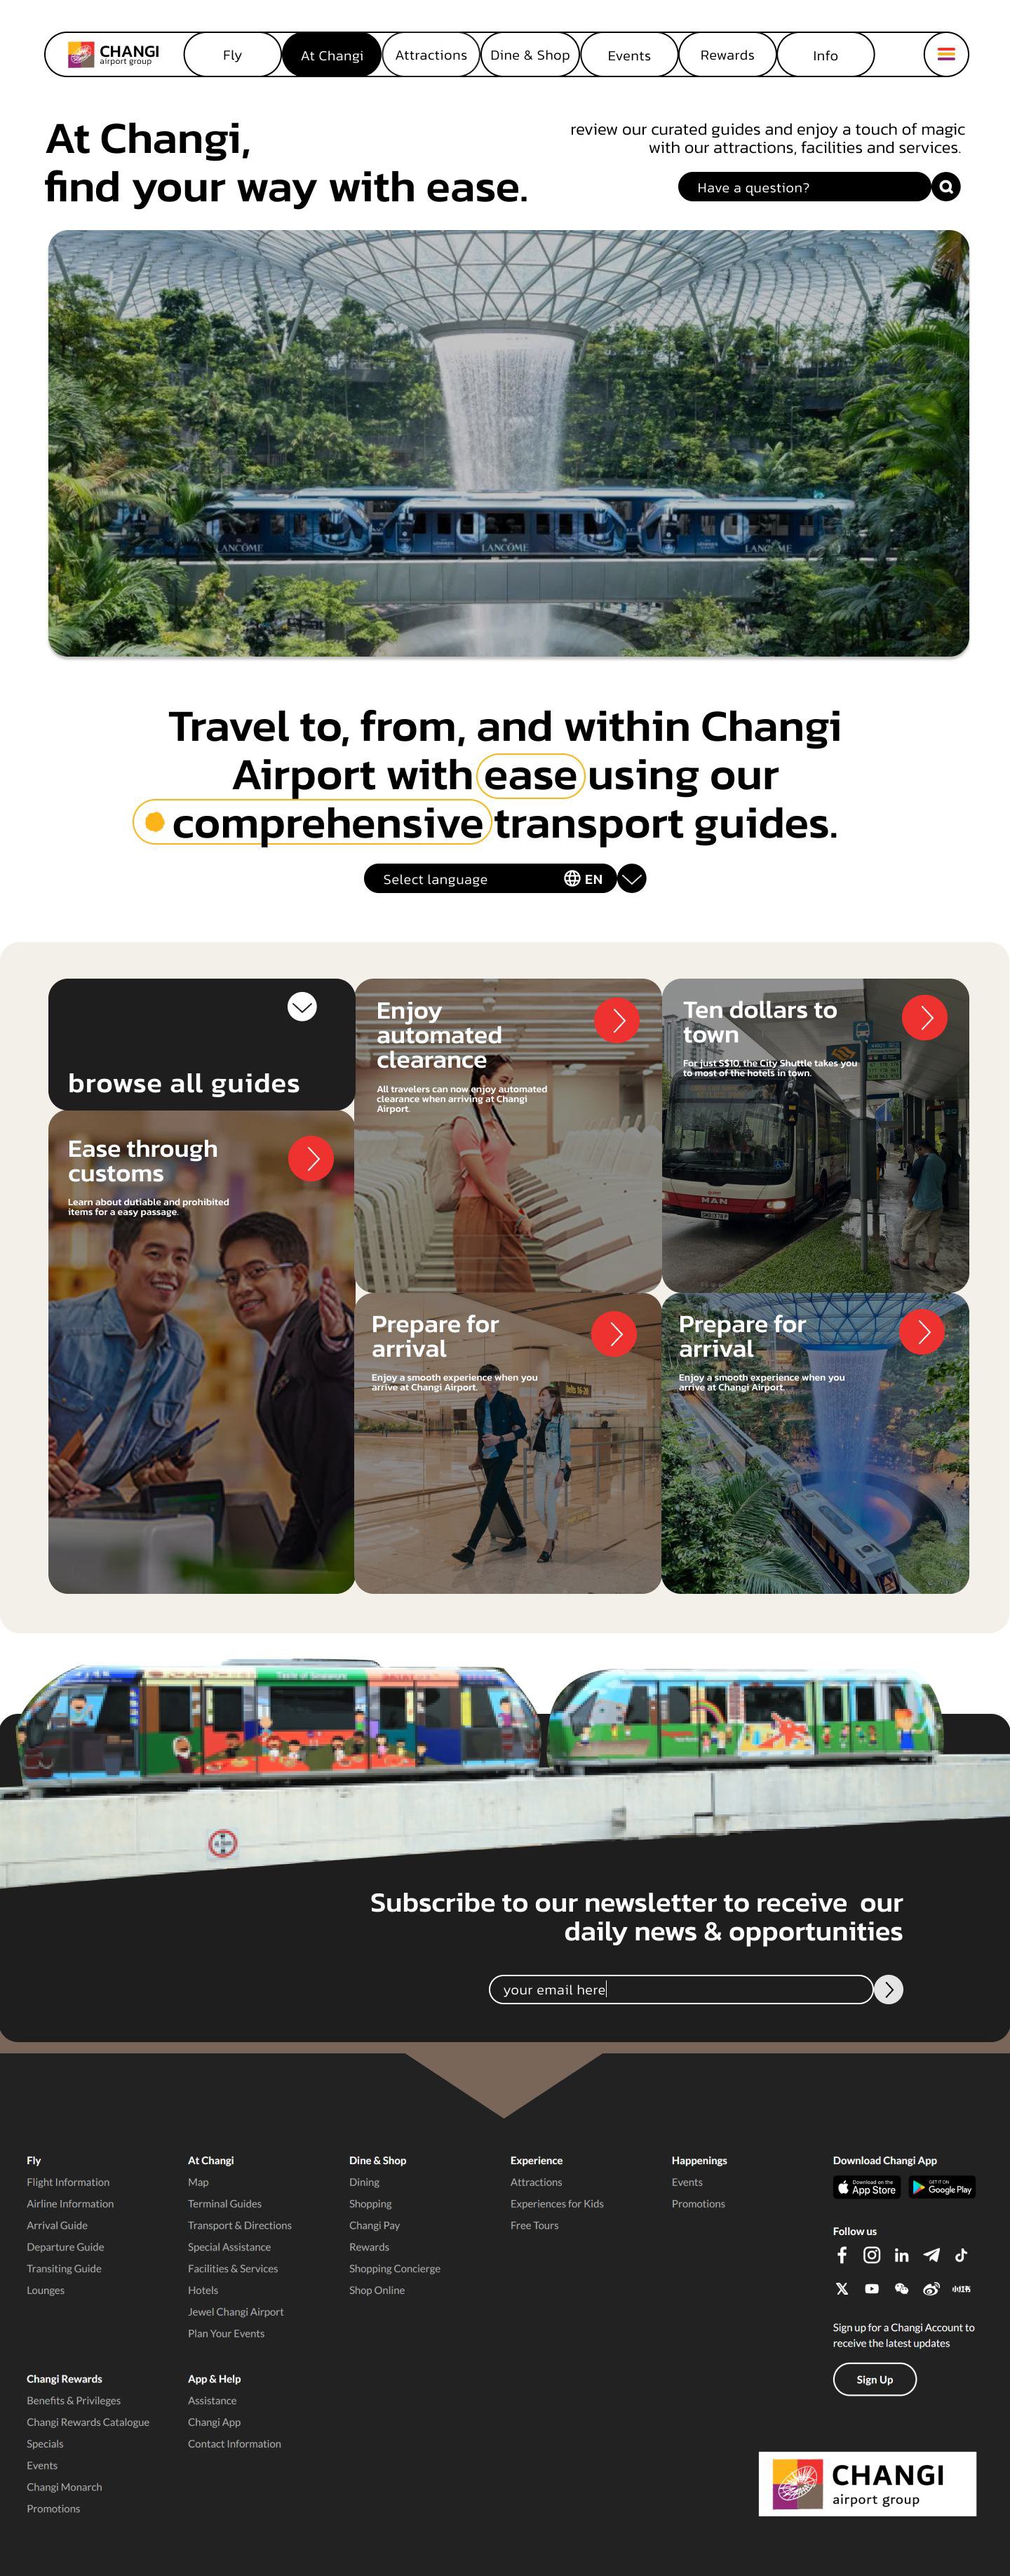 CHANGI
airport group
Fly
At Changi
Attractions
Dine & Shop
Events
Rewards
Info
At Changi,
find your way with ease.
review our curated guides and enjoy a touch of magic
with our attractions, facilities and services.
Have a question?
LANCÔME
LANCÔME
LANCÔME
Travel to, from, and within Changi
Airport with ease using our
comprehensive transport guides.
Select language
EN
browse all guides
Enjoy
automated
clearance
All travelers can now enjoy automated
clearance when arriving at Changi
Airport.
Ten dollars to
town
For just S$10, the City Shuttle takes you
to most of the hotels in town.
MAN
Ease through
customs
Learn about dutiable and prohibited
items for a easy passage.
Prepare for
arrival
Enjoy a smooth experience when you
arrive at Changi Airport.
Prepare for
arrival
Enjoy a smooth experience when you
arrive at Changi Airport.
Subscribe to our newsletter to receive  our
daily news & opportunities
your email here
Fly
Flight Information
Airline Information
Arrival Guide
Departure Guide
Transiting Guide
Lounges
At Changi
Map
Terminal Guides
Transport & Directions
Special Assistance
Facilities & Services
Hotels
Jewel Changi Airport
Plan Your Events
Dine & Shop
Dining
Shopping
Changi Pay
Rewards
Shopping Concierge
Shop Online
Experience
Attractions
Experiences for Kids
Free Tours
Happenings
Events
Promotions
Download Changi App
Download on the
App Store
GET IT ON
Google Play
Follow us
小红书
Sign up for a Changi Account to
receive the latest updates
Sign Up
Changi Rewards
Benefits & Privileges
Changi Rewards Catalogue
Specials
Events
Changi Monarch
Promotions
App & Help
Assistance
Changi App
Contact Information
CHANGI
airport group